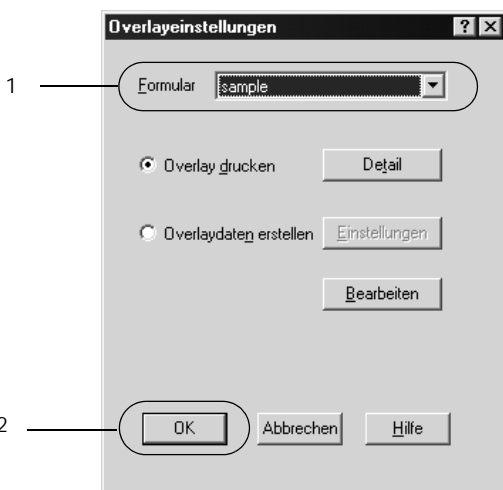 Overlayeinstellungen
1
Formular sample
Overlay drucken Detail
Overlaydaten erstellen Einstellungen
Bearbeiten
2
OK Abbrechen Hilfe